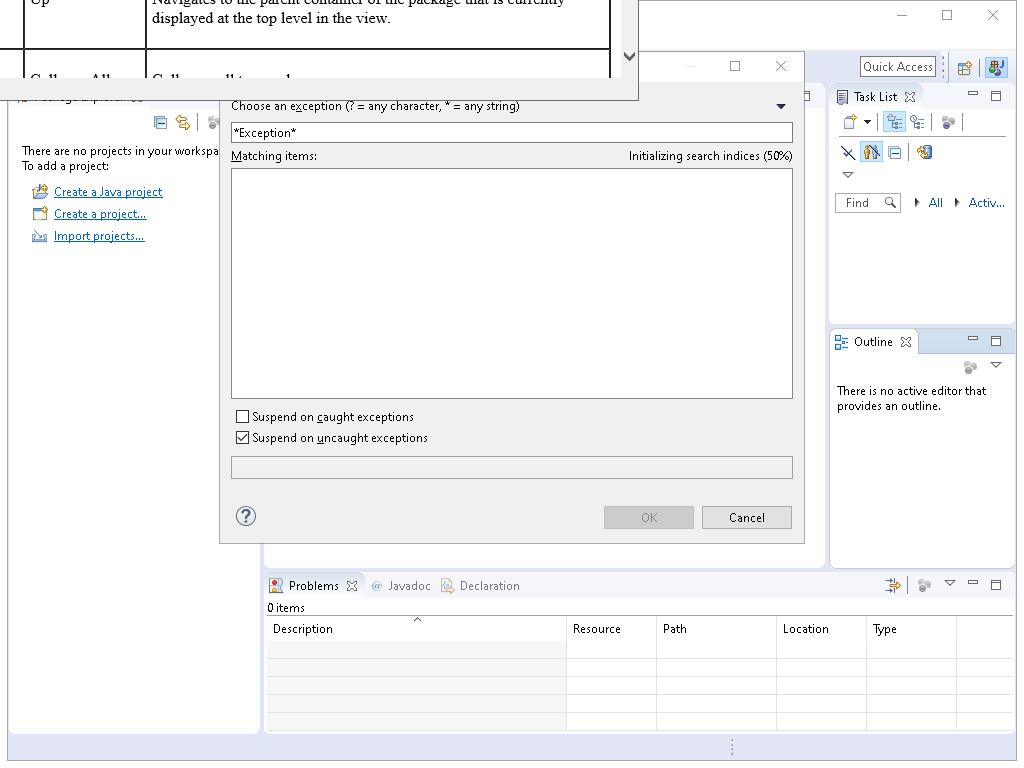 Up
Navigates to the parent container of the package that is currently
displayed at the top level in the view.
Quick Access
Choose an exception (? = any character, * = any string)
*Exception*
Matching items:
Initializing search indices (50%)
There are no projects in your workspa
To add a project:
Create a Java project
Create a project...
Import projects...
Suspend on caught exceptions
Suspend on uncaught exceptions
?
OK
Cancel
Task List
Find
All
Activ...
Outline
There is no active editor that
provides an outline.
Problems
@ Javadoc
Declaration
0 items
Description
Resource
Path
Location
Type